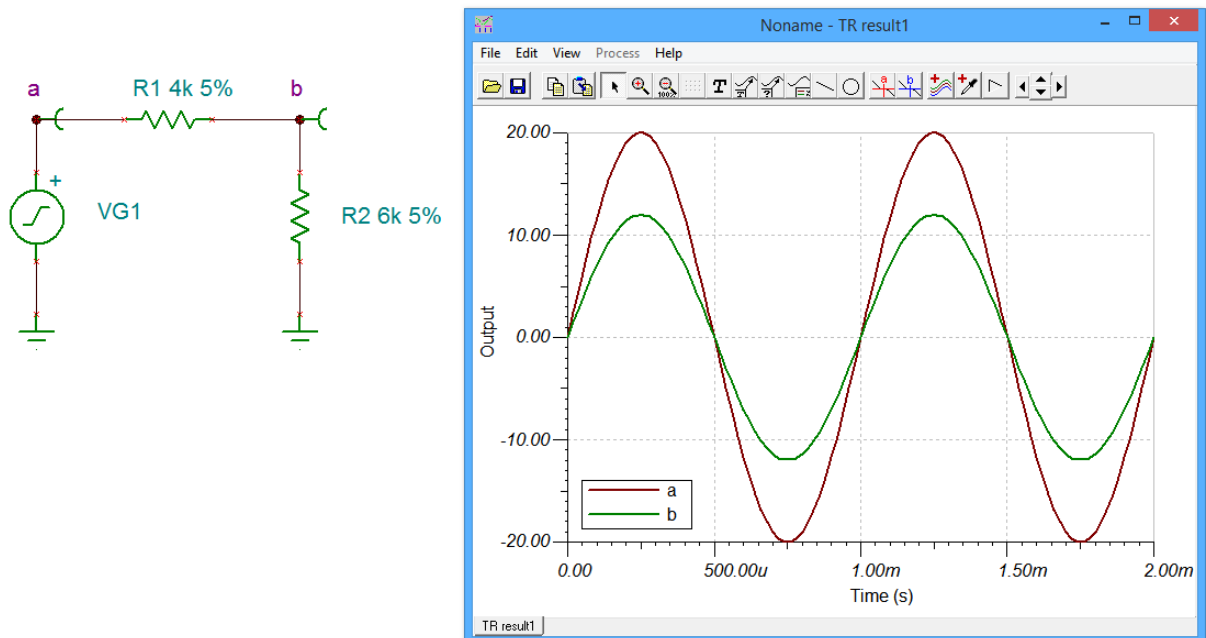 a
R1 4k 5%
b
+
VG1
R2 6k 5%
Noname - TR result1
File Edit View Process Help
100%
T
a
b
20.00
10.00
0.00
-10.00
-20.00
Output
a
b
0.00 500.00u 1.00m 1.50m 2.00m
Time (s)
TR result1